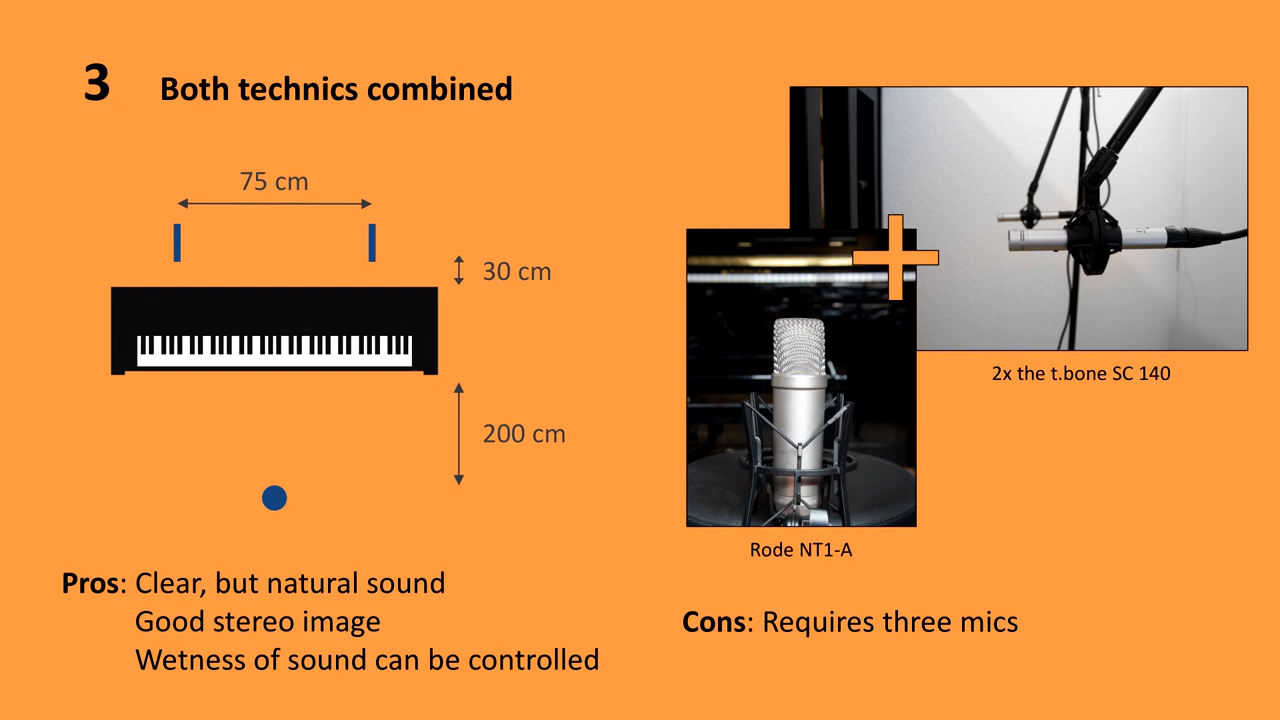 3 Both technics combined
75 cm
30 cm
200 cm
2x the t.bone SC 140
Rode NT1-A
Pros: Clear, but natural sound
Good stereo image
Wetness of sound can be controlled
Cons: Requires three mics